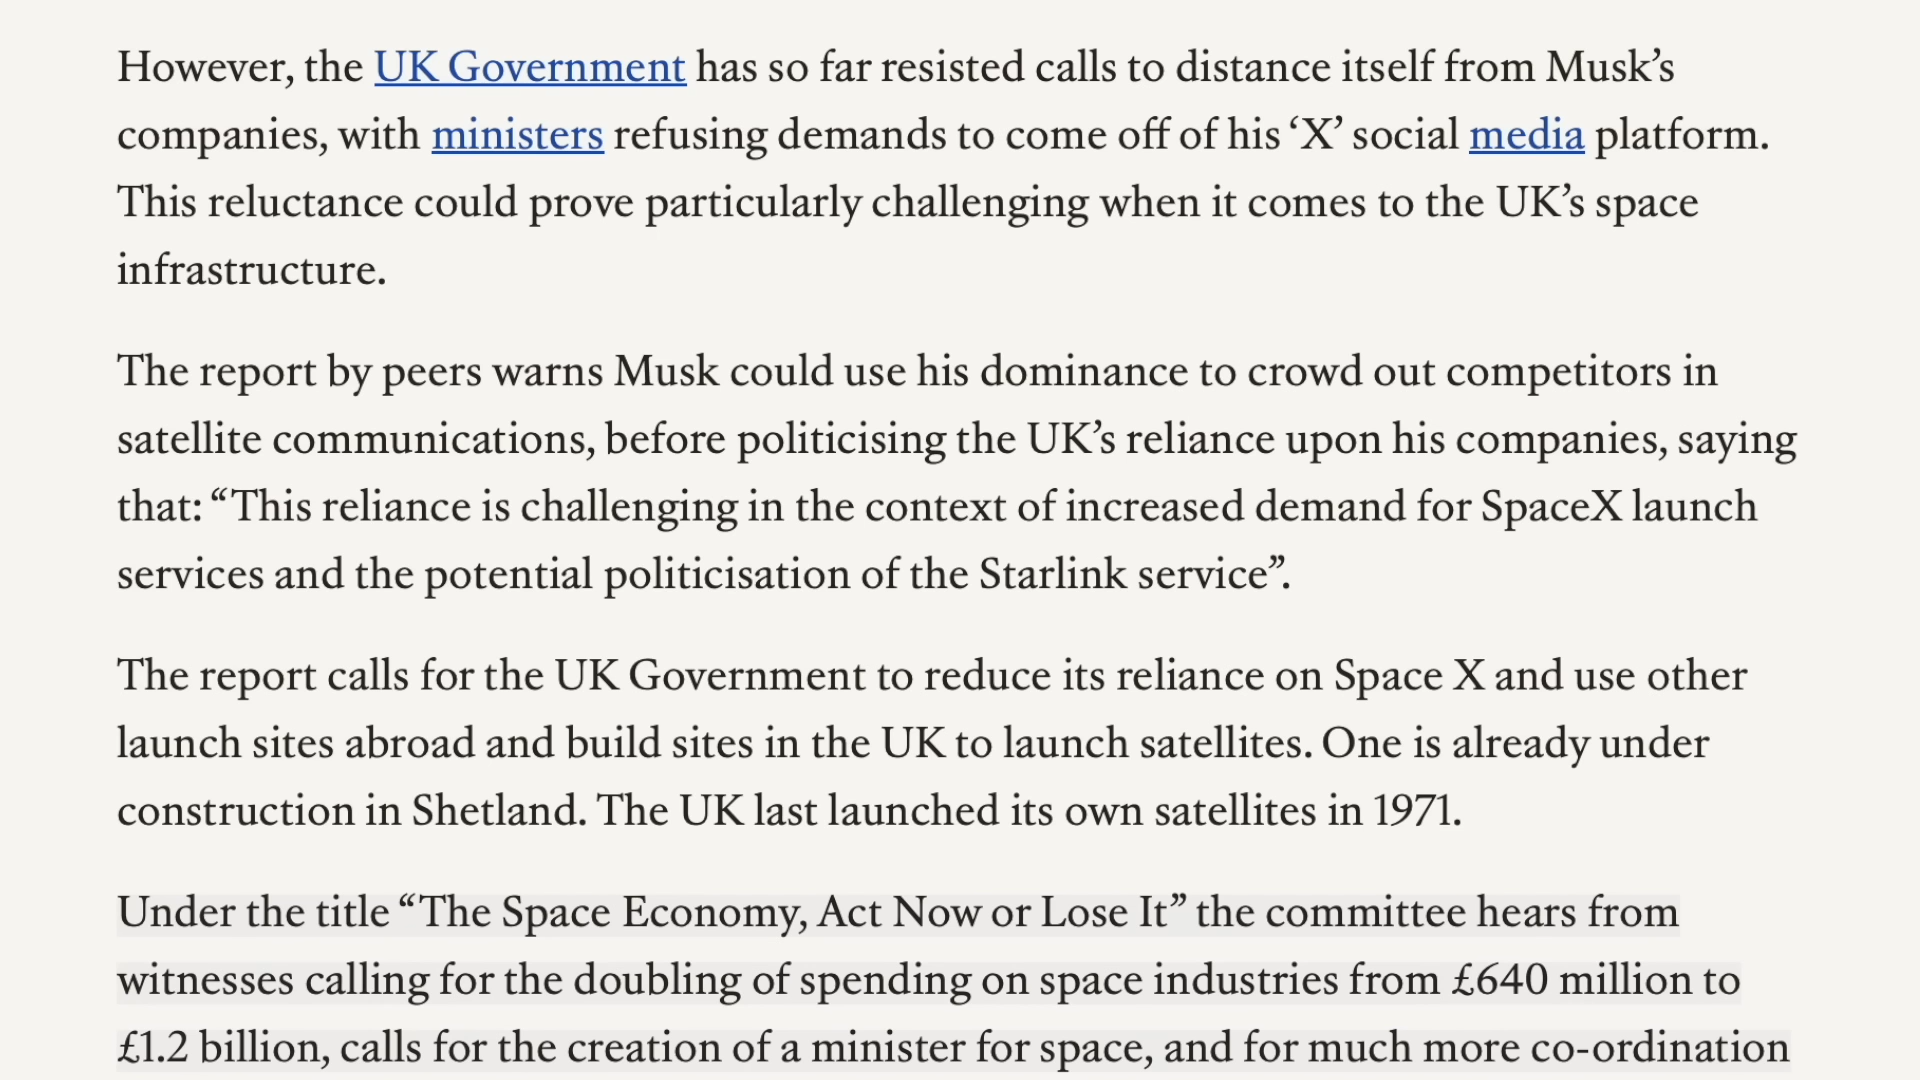 However, the UK Government has so far resisted calls to distance itself from Musk’s
companies, with ministers refusing demands to come off of his ‘X’ social media platform.
This reluctance could prove particularly challenging when it comes to the UK’s space
infrastructure.
The report by peers warns Musk could use his dominance to crowd out competitors in
satellite communications, before politicising the UK’s reliance upon his companies, saying
that: “This reliance is challenging in the context of increased demand for SpaceX launch
services and the potential politicisation of the Starlink service”.
The report calls for the UK Government to reduce its reliance on Space X and use other
launch sites abroad and build sites in the UK to launch satellites. One is already under
construction in Shetland. The UK last launched its own satellites in 1971.
Under the title “The Space Economy, Act Now or Lose It” the committee hears from
witnesses calling for the doubling of spending on space industries from £640 million to
£1.2 billion, calls for the creation of a minister for space, and for much more co-ordination